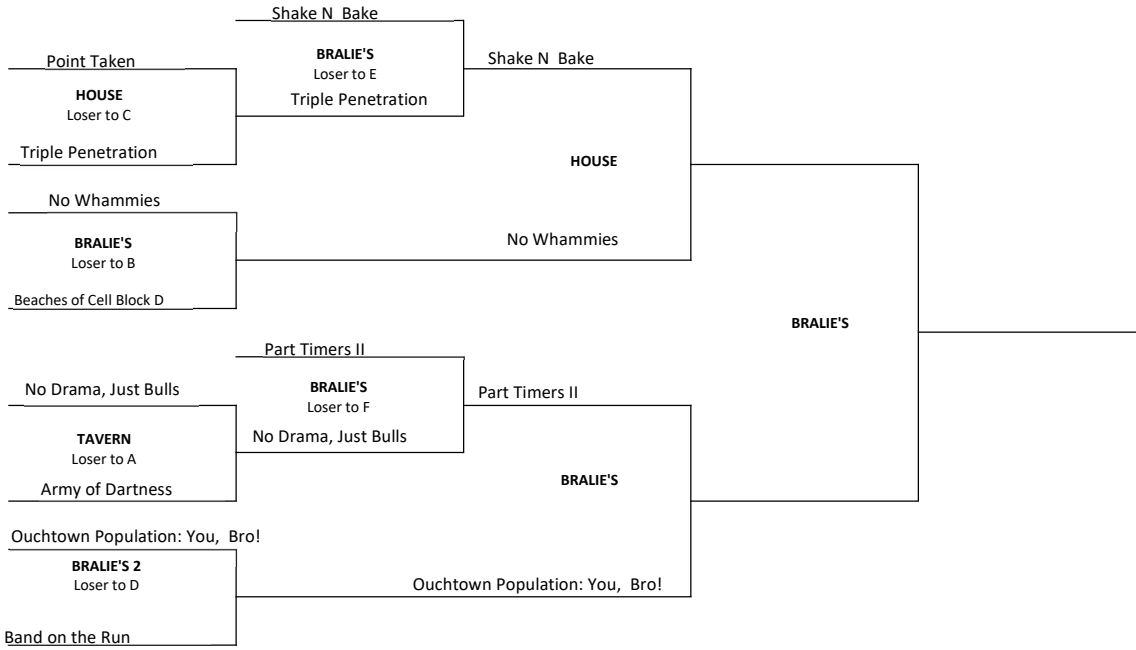 Shake N  Bake
Point Taken
BRALIE'S
Loser to E
Shake N  Bake
HOUSE
Loser to C
Triple Penetration
Triple Penetration
HOUSE
No Whammies
BRALIE'S
Loser to B
No Whammies
Beaches of Cell Block D
BRALIE'S
Part Timers II
No Drama, Just Bulls
BRALIE'S
Loser to F
Part Timers II
TAVERN
Loser to A
No Drama, Just Bulls
Army of Dartness
BRALIE'S
Ouchtown Population: You,  Bro!
BRALIE'S 2
Loser to D
Ouchtown Population: You,  Bro!
Band on the Run